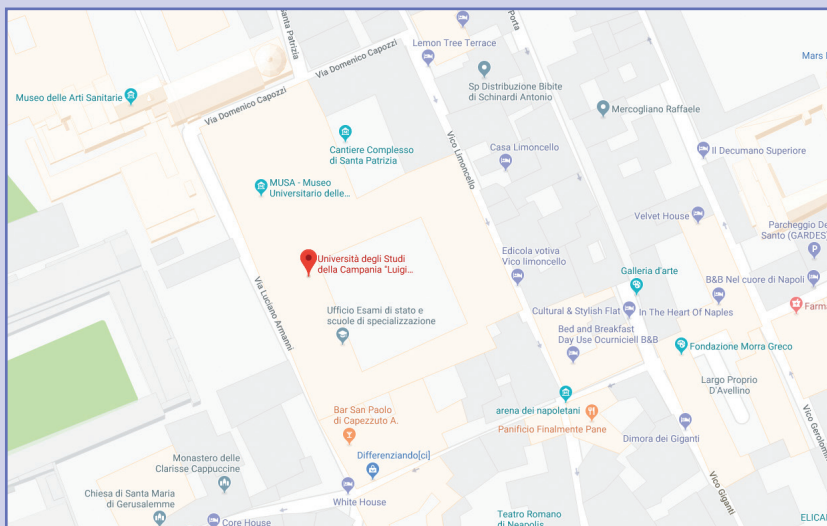 Santa Patrizia
Porta
Lemon Tree Terrace
Mars
Via Domenico Capozzi
Sp Distribuzione Bibite
di Schinardi Antonio
Museo delle Arti Sanitarie
Via Domenico Capozzi
Mercogliano Raffaele
Vico Limoncello
Cantiere Complesso
di Santa Patrizia
Casa Limoncello
Il Decumano Superiore
MUSA - Museo
Universitario delle...
Velvet House
Parcheggio
Santo (GARDES
P
Edicola votiva
Vico limoncello
Università degli Studi
della Campania "Luigi...
Galleria d'arte
B&B Nel cuore di Napoli
Via Luciano Armanni
Ufficio Esami di stato e
scuole di specializzazione
Cultural & Stylish Flat
In The Heart Of Naples
Farm
Bed and Breakfast
Day Use Ocurniciell B&B
Fondazione Morra Greco
Largo Proprio
D'Avellino
Bar San Paolo
di Capezzuto A.
arena dei napoletani
Panificio Finalmente Pane
Vico Gerolomini
Dimora dei Giganti
Differenziando[ci]
Monastero delle
Clarisse Cappuccine
Vico Giganti
Chiesa di Santa Maria
di Gerusalemme
White House
Core House
Teatro Romano
di Neapolis